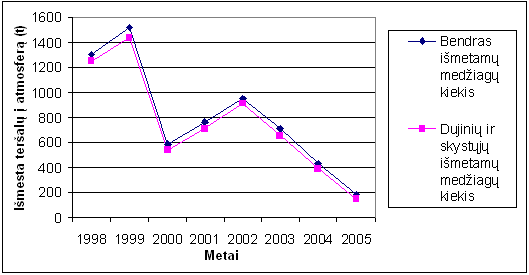 Išmesta teršalų į atmosferą (t)
1600
1400
1200
1000
800
600
400
200
0
1998 1999 2000 2001 2002 2003 2004 2005
Metai
Bendras
išmetamų
medžiagų
kiekis
Dujinių ir
skystųjų
išmetamų
medžiagų
kiekis